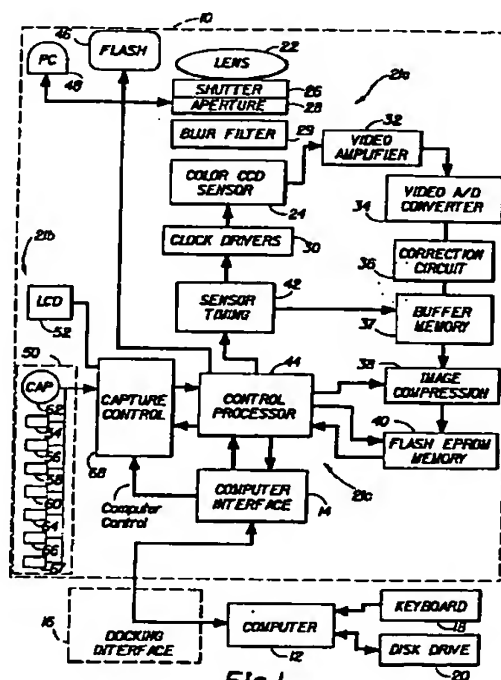 10
46
FLASH
PC
48
LENS
22
SHUTTER
26
APERTURE
28
BLUR FILTER
29
21a
VIDEO
AMPLIFIER
32
COLOR CCD
SENSOR
24
VIDEO A/D
CONVERTER
34
CLOCK DRIVERS
30
CORRECTION
CIRCUIT
36
21b
SENSOR
TIMING
42
BUFFER
MEMORY
37
LCD
52
IMAGE
COMPRESSION
38
50
CAP
62
54
56
58
60
64
66
67
CAPTURE
CONTROL
68
CONTROL
PROCESSOR
44
FLASH EPROM
MEMORY
40
21c
Computer
Control
COMPUTER
INTERFACE
14
16
DOCKING
DITERFACE
COMPUTER
12
KEYBOARD
18
DISK DRIVE
20
Fig. 1